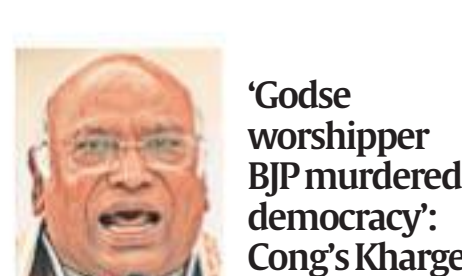 ‘Godse
worshipper
BJP murdered
democracy’:
Cong’s Kharge